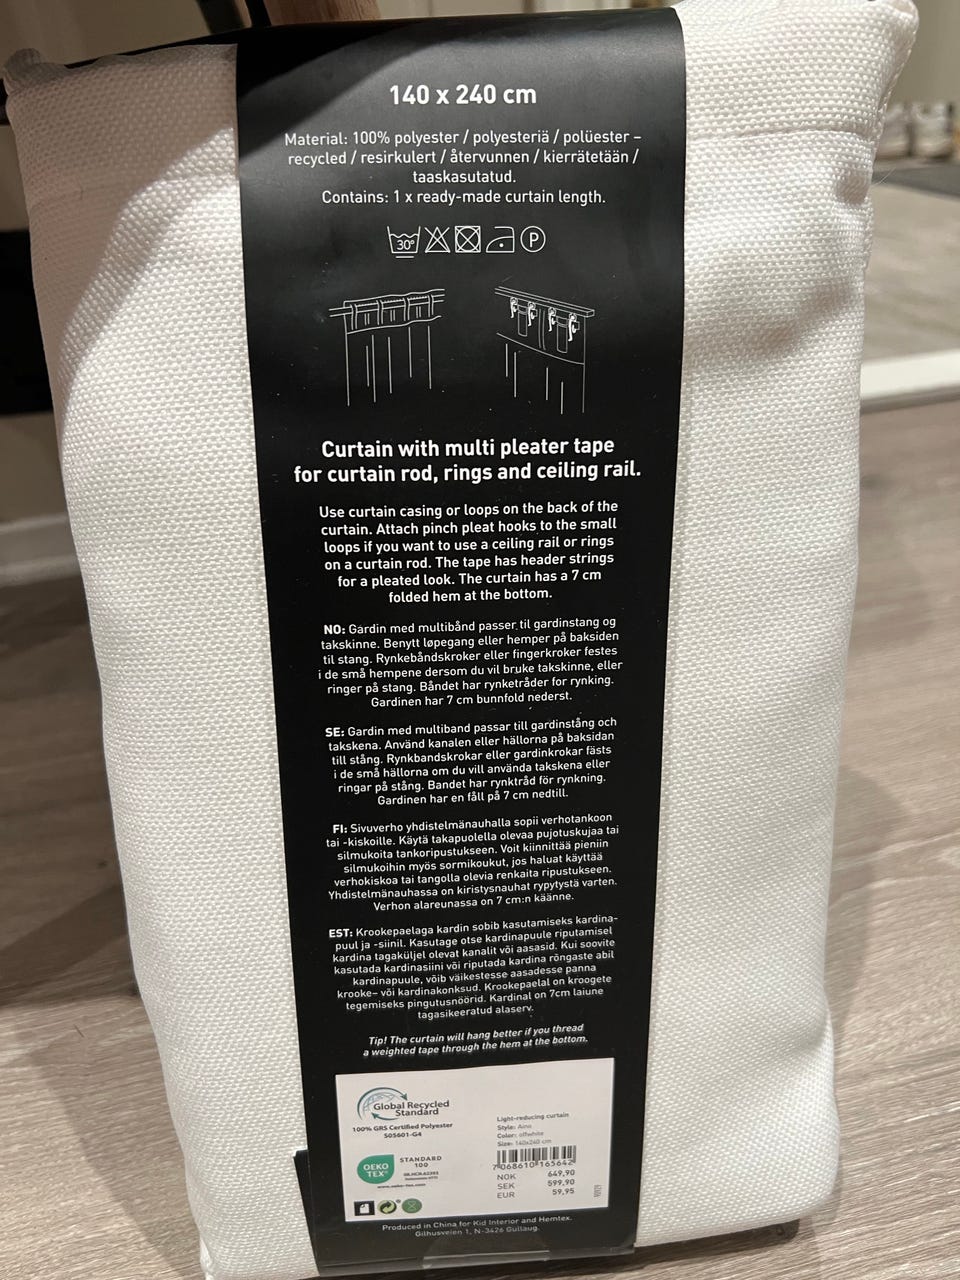 140 x 240 cm
Material: 100% polyester / polyesteriä / polüester –
recycled / resirkulert / återvunnen / kierrätetään /
taaskasutatud.
Contains: 1 x ready-made curtain length.
30°
P
Curtain with multi pleater tape
for curtain rod, rings and ceiling rail.
Use curtain casing or loops on the back of the
curtain. Attach pinch pleat hooks to the small
loops if you want to use a ceiling rail or rings
on a curtain rod. The tape has header strings
for a pleated look. The curtain has a 7 cm
folded hem at the bottom.
NO: Gardin med multibånd passer til gardinstang og
takskinne. Benytt løpegang eller hemper på baksiden
til stang. Rynkebåndskroker eller fingerkroker festes
i de små hempene dersom du vil bruke takskinne, eller
ringer på stang. Båndet har rynketråder for rynking.
Gardinen har 7 cm bunnfold nederst.
SE: Gardin med multiband passar till gardinstång och
takskena. Använd kanalen eller hällorna på baksidan
till stång. Rynkbandskrokar eller gardinkrokar fästs
i de små hällorna om du vill använda takskena eller
ringar på stång. Bandet har rynktråd för rynkning.
Gardinen har en fåll på 7 cm nedtill.
FI: Sivuverho yhdistelmänauhalla sopii verhotankoon
tai -kiskoille. Käytä takapuolella olevaa pujotuskujaa tai
silmukoita tankoripustukseen. Voit kiinnittää pieniin
silmukoihin myös sormikoukut, jos haluat käyttää
verhokiskoa tai tangolla olevia renkaita ripustukseen.
Yhdistelmänauhassa on kiristysnauhat rypytystä varten.
Verhon alareunassa on 7 cm:n käänne.
EST: Krookepaelaga kardin sobib kasutamiseks kardina-
puul ja -siinil. Kasutage otse kardinapuule riputamisel
kardina tagaküljel olevat kanalit või aasasid. Kui soovite
kasutada kardinasiini või riputada kardina rõngaste abil
kardinapuule, võib väikestesse aasadesse panna
krooke– või kardinakonksud. Krookepaelal on kroogete
tegemiseks pingutusnöörid. Kardinal on 7cm laiune
tagasikeeratud alaserv.
Tip! The curtain will hang better if you thread
a weighted tape through the hem at the bottom.
Global Recycled
Standard
100% GRS Certified Polyester
S05601-G4
OEKO
TEX®
STANDARD
100
www.oeko-tex.com
Light-reducing curtain
Style: Aino
Color: offwhite
Size: 140x240 cm
7 068610 165642
NOK 649,90
SEK 599,90
EUR 59,95
Produced in China for Kid Interior and Hemtex.
Gilhusveien 1, N-3426 Gullaug.